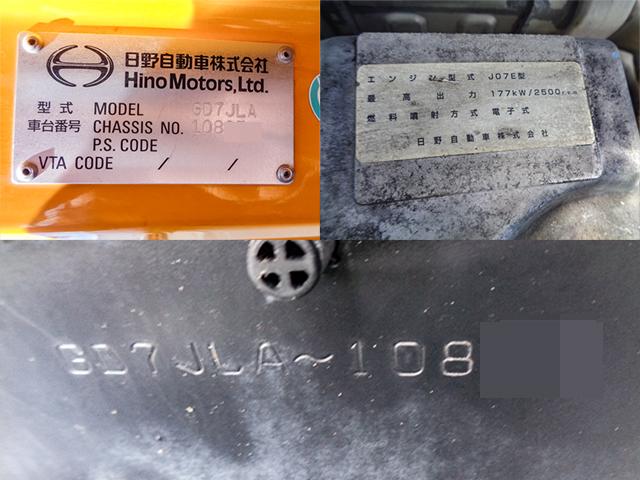 日野自動車株式会社
Hino Motors, Ltd.
型式 MODEL GD7JLA
車台番号 CHASSIS NO. 108
P.S. CODE
VTA CODE / /
エンジン型式 J07E型
最高出力 177kW/2500r.p.m
燃料噴射方式 電子式
日野自動車株式会社
GD7JLA~108